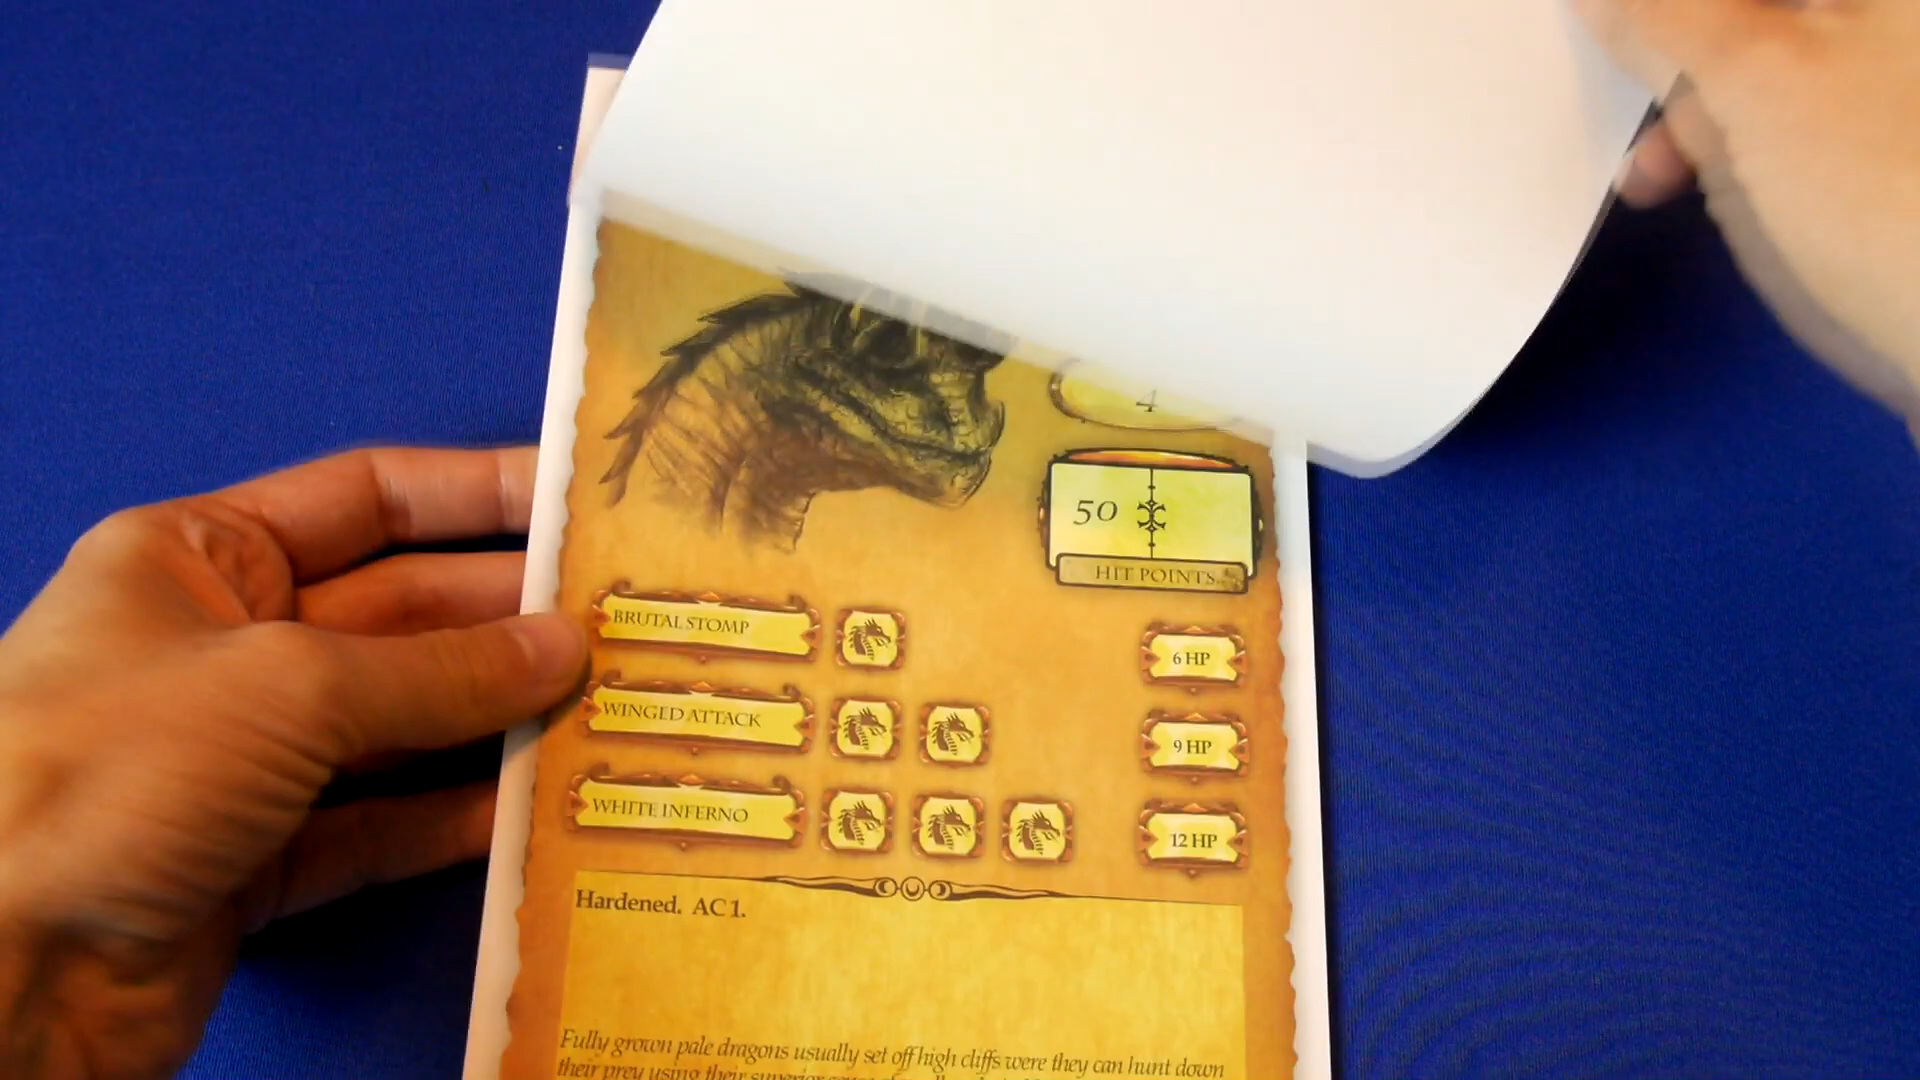 4
50
HIT POINTS
BRUTAL STOMP
6 HP
WINGED ATTACK
9 HP
WHITE INFERNO
12 HP
Hardened. AC 1.
Fully grown pale dragons usually set off high cliffs were they can hunt down
their prey using their superior